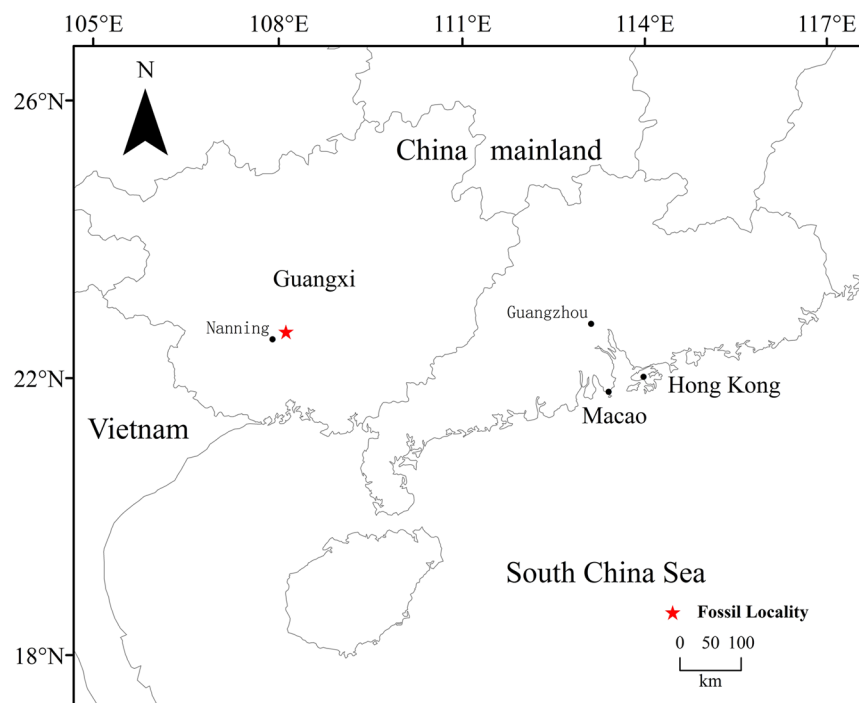 105°E 108°E 111°E 114°E 117°E
N
26°N
China mainland
Guangxi
Guangzhou
Nanning
22°N
Hong Kong
Macao
Vietnam
South China Sea
Fossil Locality
0 50 100
18°N
km